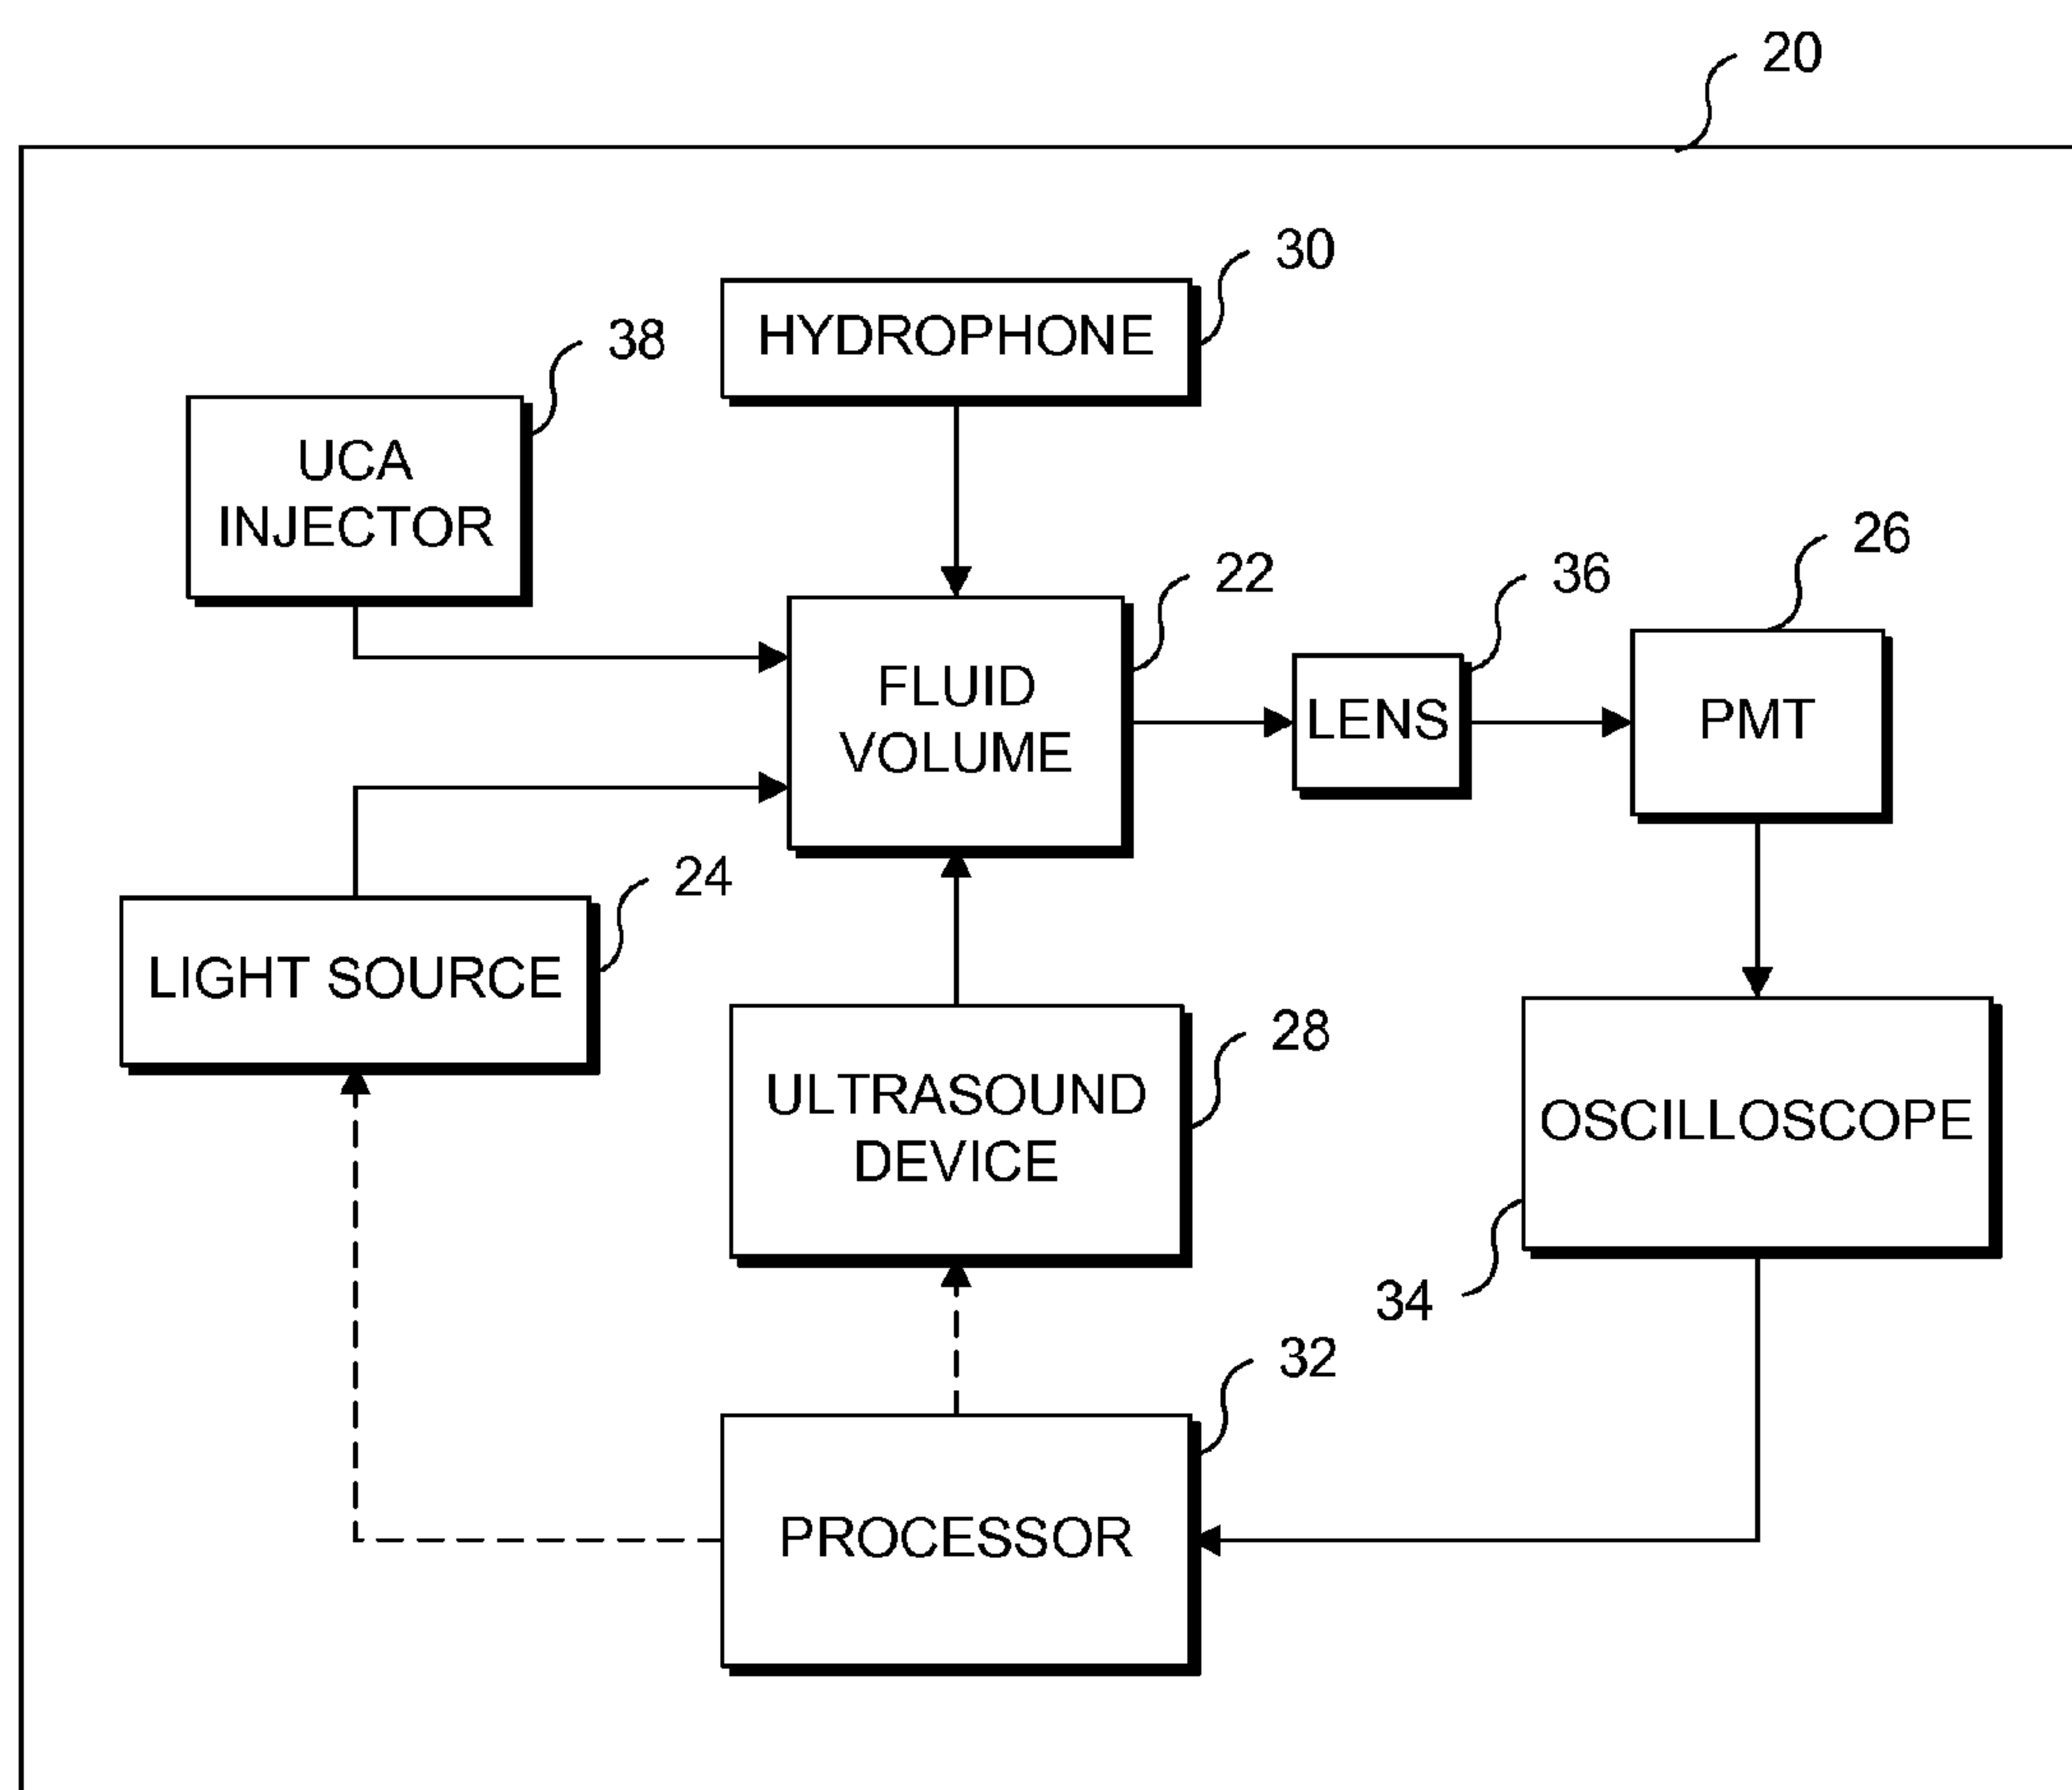 20
30
HYDROPHONE
38
UCA
INJECTOR
26
22
36
FLUID
VOLUME
LENS
PMT
24
LIGHT SOURCE
28
ULTRASOUND
DEVICE
OSCILLOSCOPE
34
32
PROCESSOR